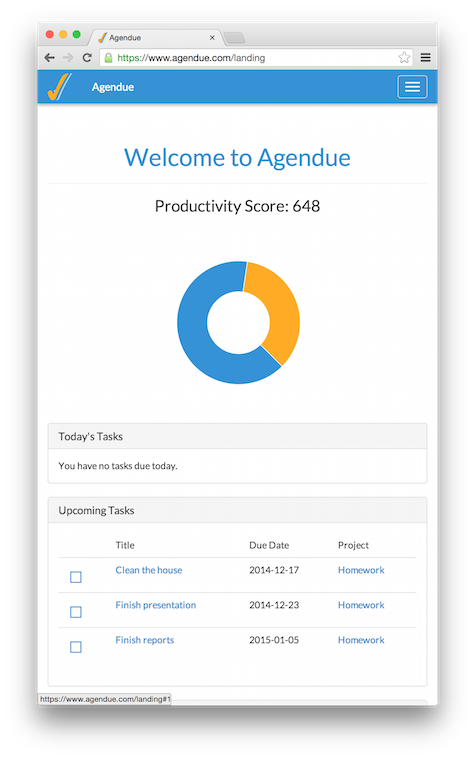 Agendue
https://www.agendue.com/landing
Agendue
Welcome to Agendue
Productivity Score: 648
Today's Tasks
You have no tasks due today.
Upcoming Tasks
Title Due Date Project
Clean the house 2014-12-17 Homework
Finish presentation 2014-12-23 Homework
Finish reports 2015-01-05 Homework
https://www.agendue.com/landing#1